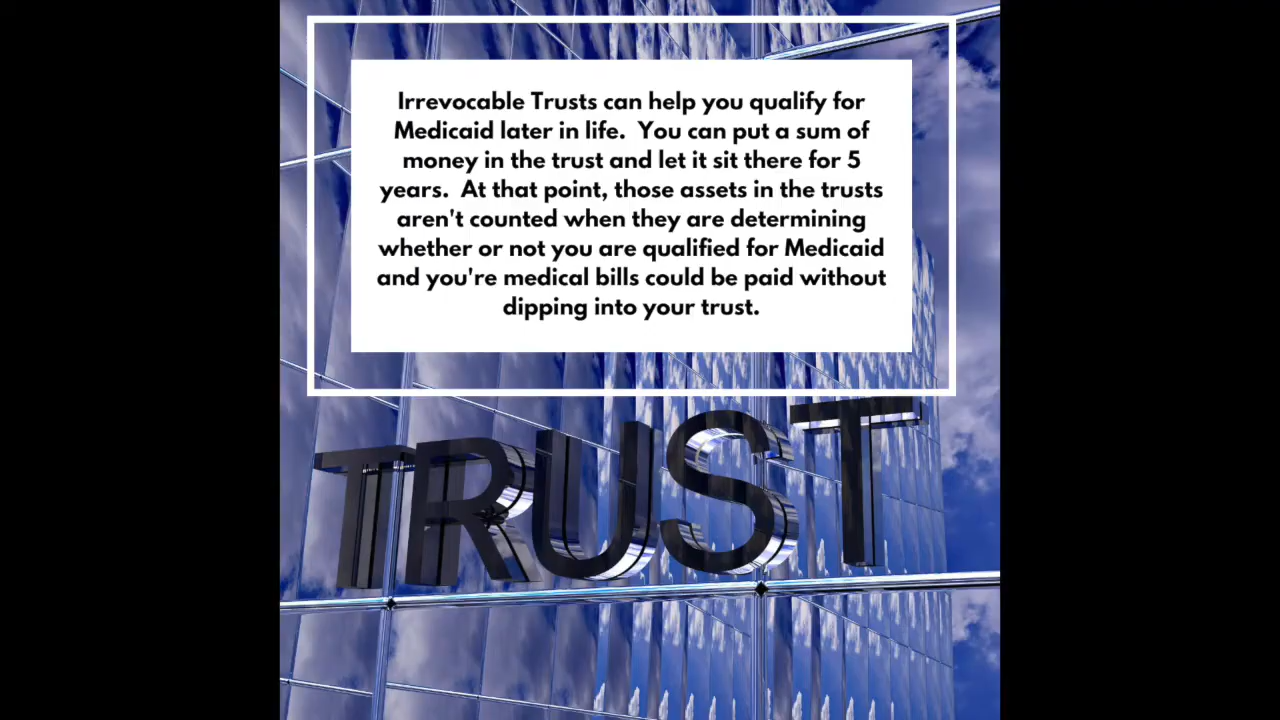 Irrevocable Trusts can help you qualify for
Medicaid later in life.  You can put a sum of
money in the trust and let it sit there for 5
years.  At that point, those assets in the trusts
aren't counted when they are determining
whether or not you are qualified for Medicaid
and you're medical bills could be paid without
dipping into your trust.
TRUST